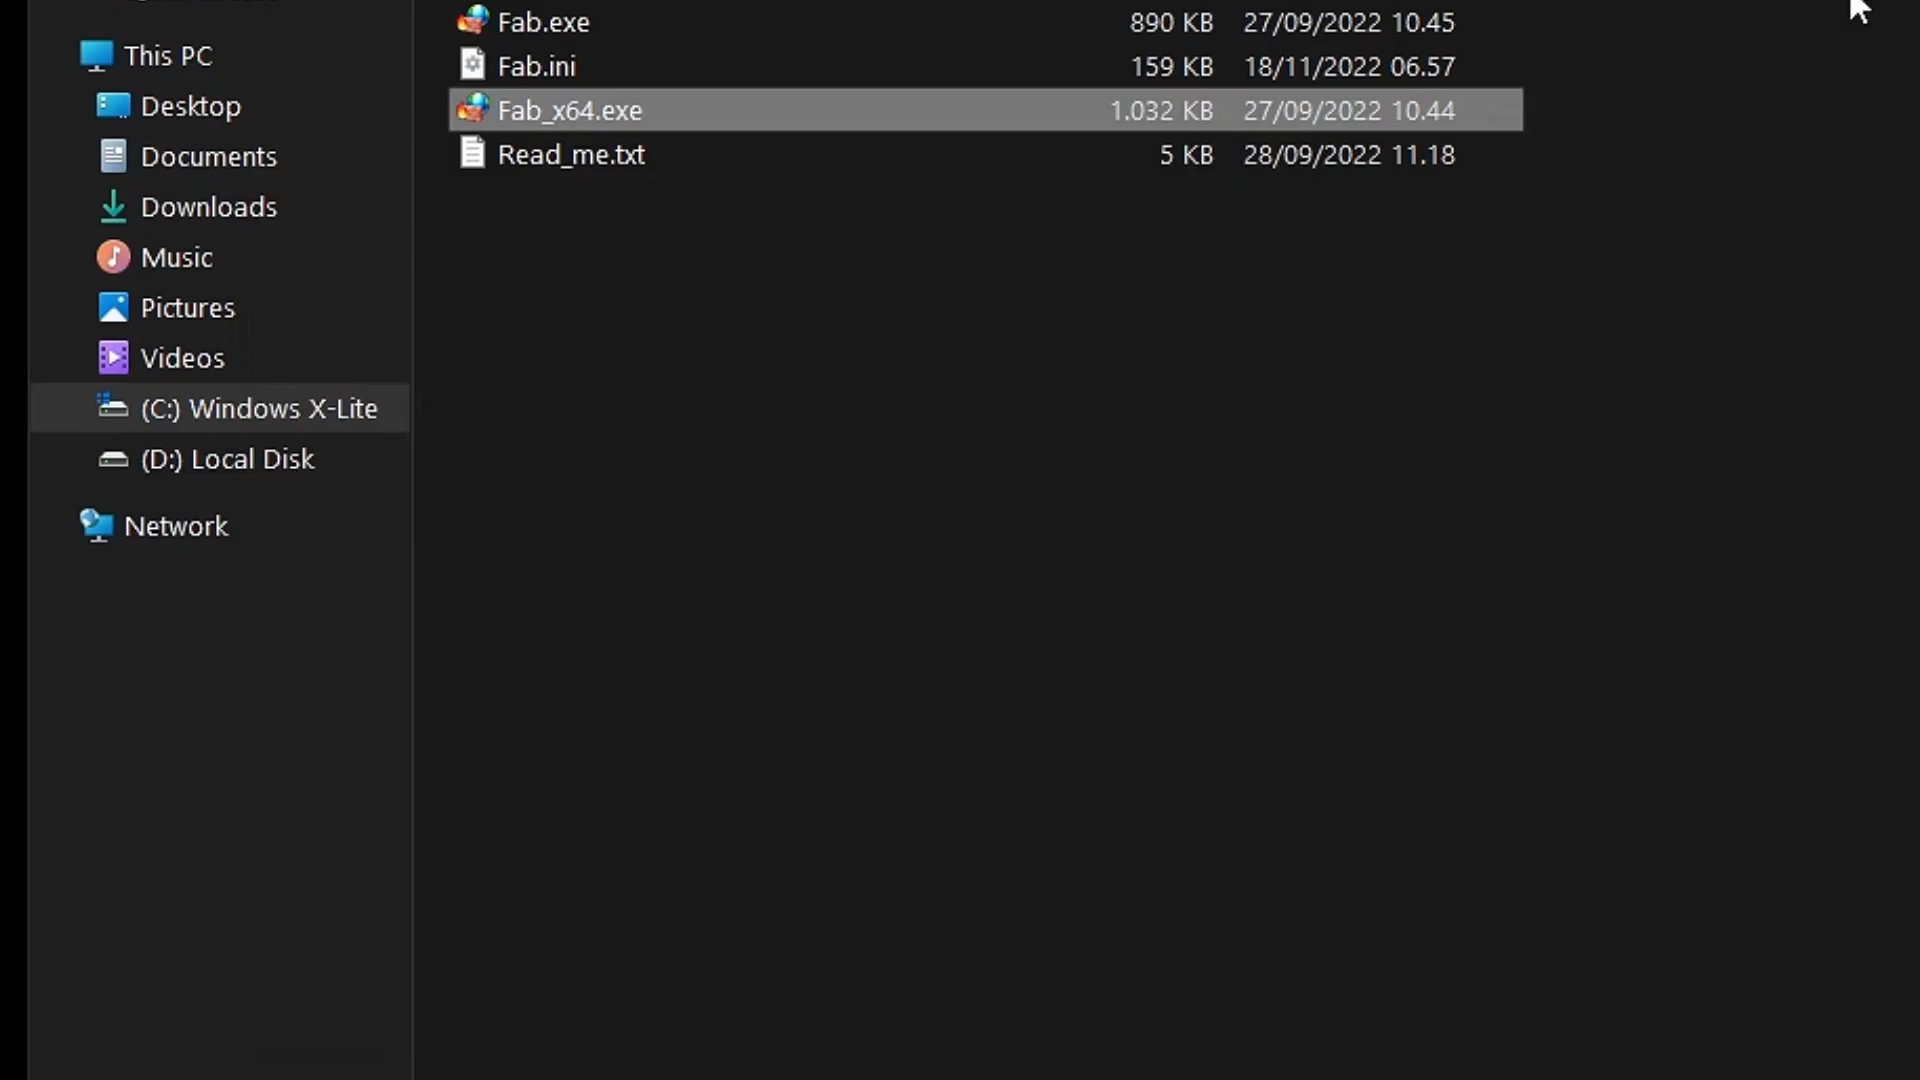 This PC
Desktop
Documents
Downloads
Music
Pictures
Videos
(C:) Windows X-Lite
(D:) Local Disk
Network
Fab.exe 890 KB 27/09/2022 10.45
Fab.ini 159 KB 18/11/2022 06.57
Fab_x64.exe 1.032 KB 27/09/2022 10.44
Read_me.txt 5 KB 28/09/2022 11.18